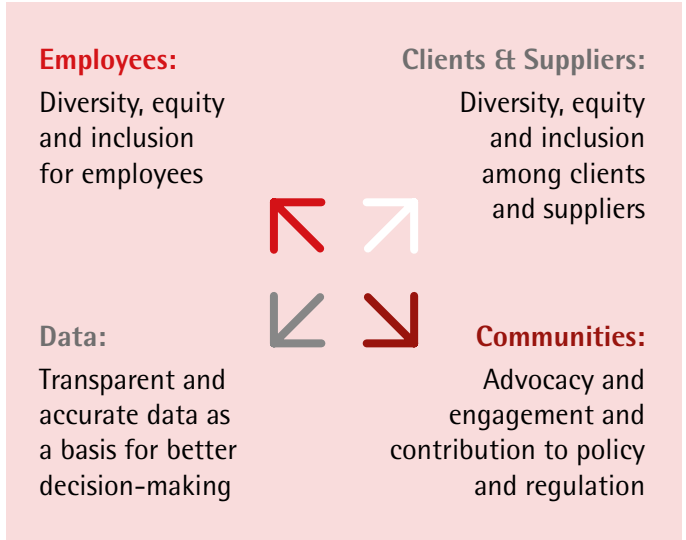 Employees:
Diversity, equity
and inclusion
for employees
Clients & Suppliers:
Diversity, equity
and inclusion
among clients
and suppliers
Data:
Transparent and
accurate data as
a basis for better
decision-making
Communities:
Advocacy and
engagement and
contribution to policy
and regulation